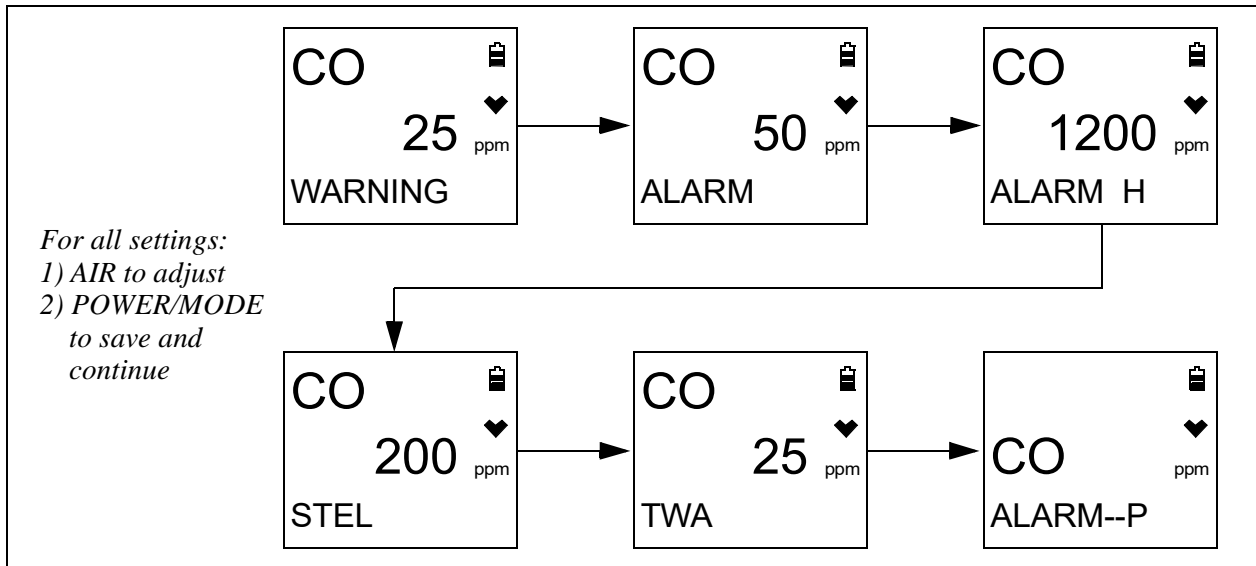 CO
25 ppm
WARNING
CO
50 ppm
ALARM
CO
1200 ppm
ALARM H
For all settings:
1) AIR to adjust
2) POWER/MODE
to save and
continue
CO
200 ppm
STEL
CO
25 ppm
TWA
CO ppm
ALARM--P